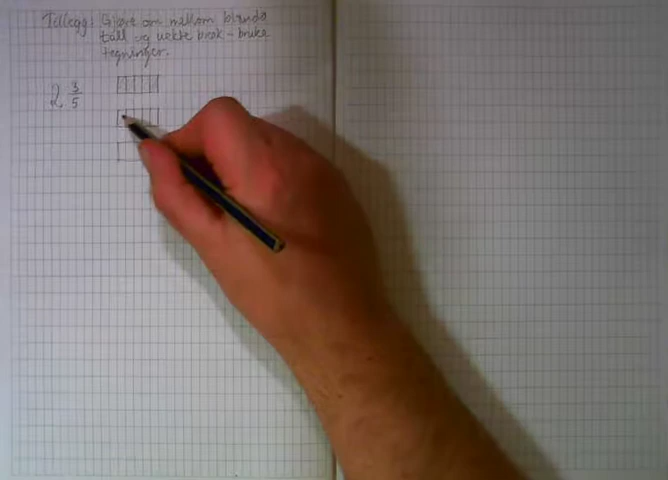 Tillegg: Gjøre om mellom blanda
tall og uekte brøk - bruke
tegninger.
2 3/5